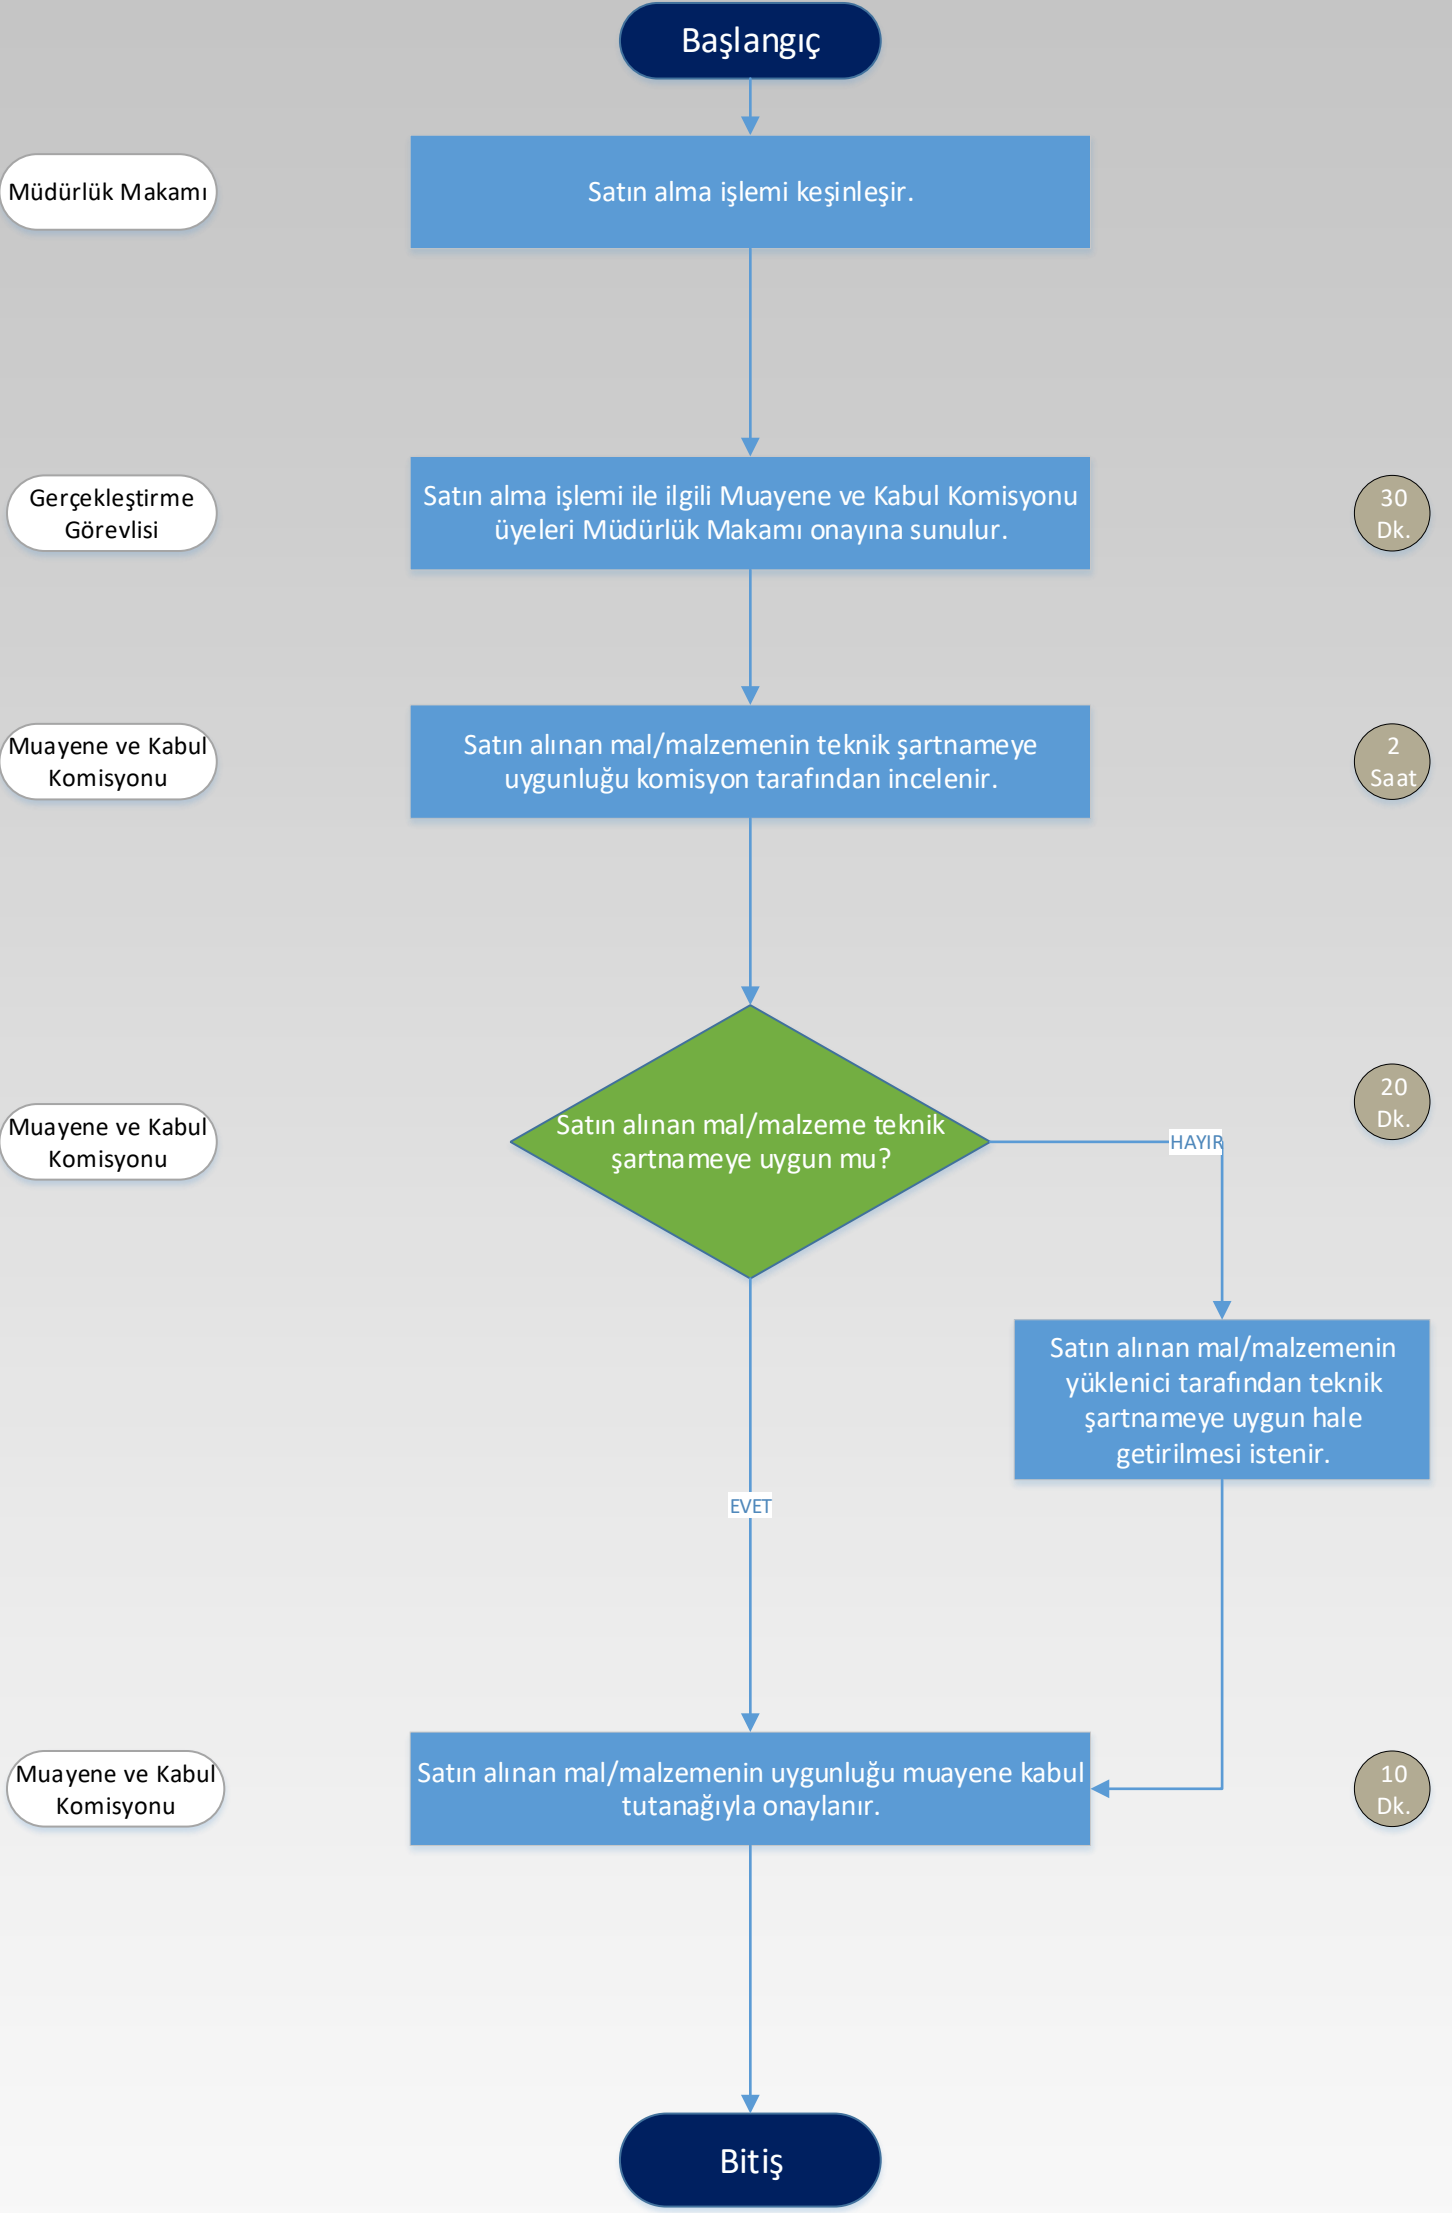 Başlangıç
Müdürlük Makamı
Satın alma işlemi keşinleşir.
Gerçekleştirme
Görevlisi
Satın alma işlemi ile ilgili Muayene ve Kabul Komisyonu
üyeleri Müdürlük Makamı onayına sunulur.
30
Dk.
Muayene ve Kabul
Komisyonu
Satın alınan mal/malzemenin teknik şartnameye
uygunluğu komisyon tarafından incelenir.
2
Saat
Muayene ve Kabul
Komisyonu
Satın alınan mal/malzeme teknik
şartnameye uygun mu?
HAYIR
20
Dk.
Satın alınan mal/malzemenin
yüklenici tarafından teknik
şartnameye uygun hale
getirilmesi istenir.
EVET
Muayene ve Kabul
Komisyonu
Satın alınan mal/malzemenin uygunluğu muayene kabul
tutanağıyla onaylanır.
10
Dk.
Bitiş